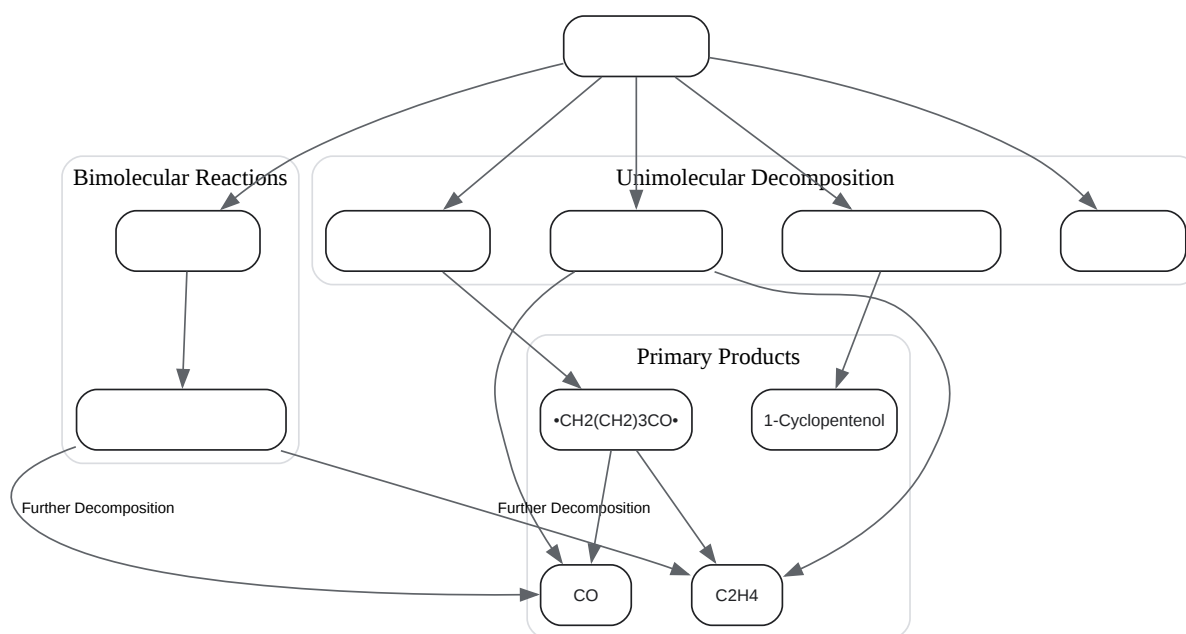 Bimolecular Reactions
Unimolecular Decomposition
Primary Products
•CH2(CH2)3CO•
1-Cyclopentenol
Further Decomposition
Further Decomposition
CO
C2H4